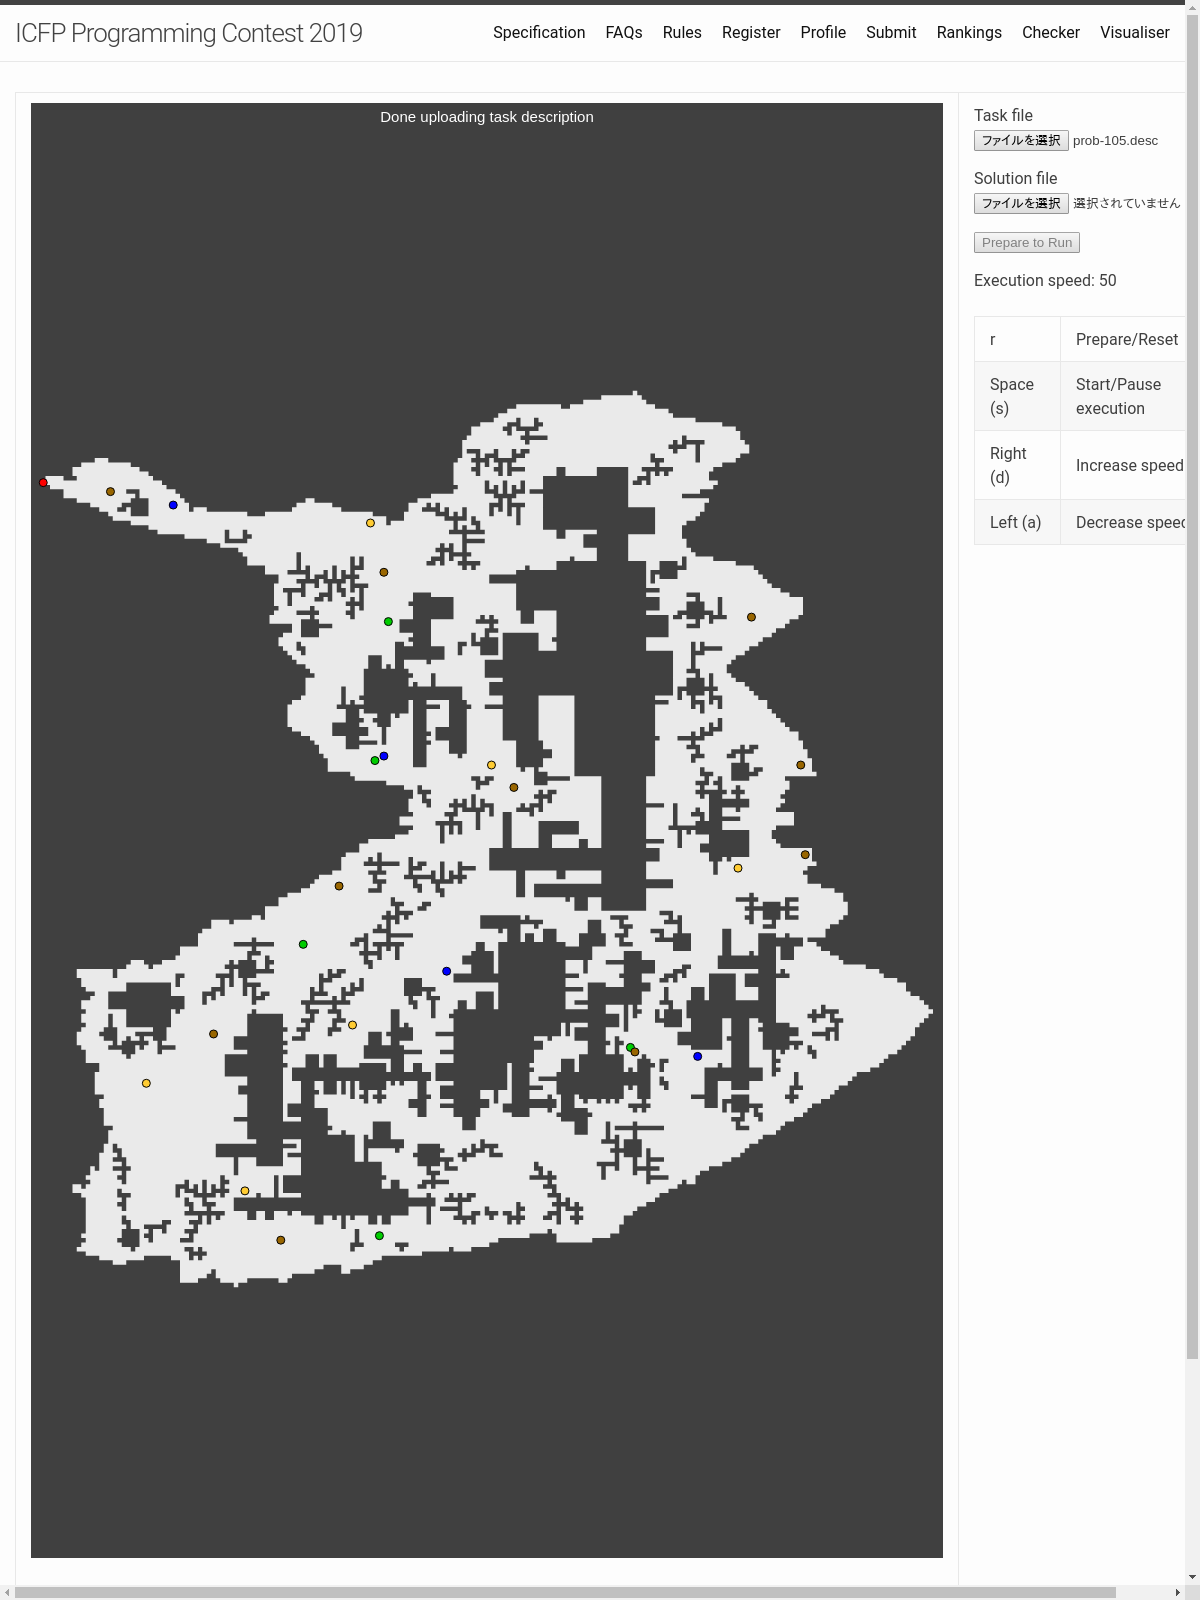 ICFP Programming Contest 2019
Specification FAQs Rules Register Profile Submit Rankings Checker Visualiser
Done uploading task description
Task file
ファイルを選択 prob-105.desc
Solution file
ファイルを選択 選択されていません
Prepare to Run
Execution speed: 50
r Prepare/Reset
Space (s) Start/Pause execution
Right (d) Increase speed
Left (a) Decrease speed